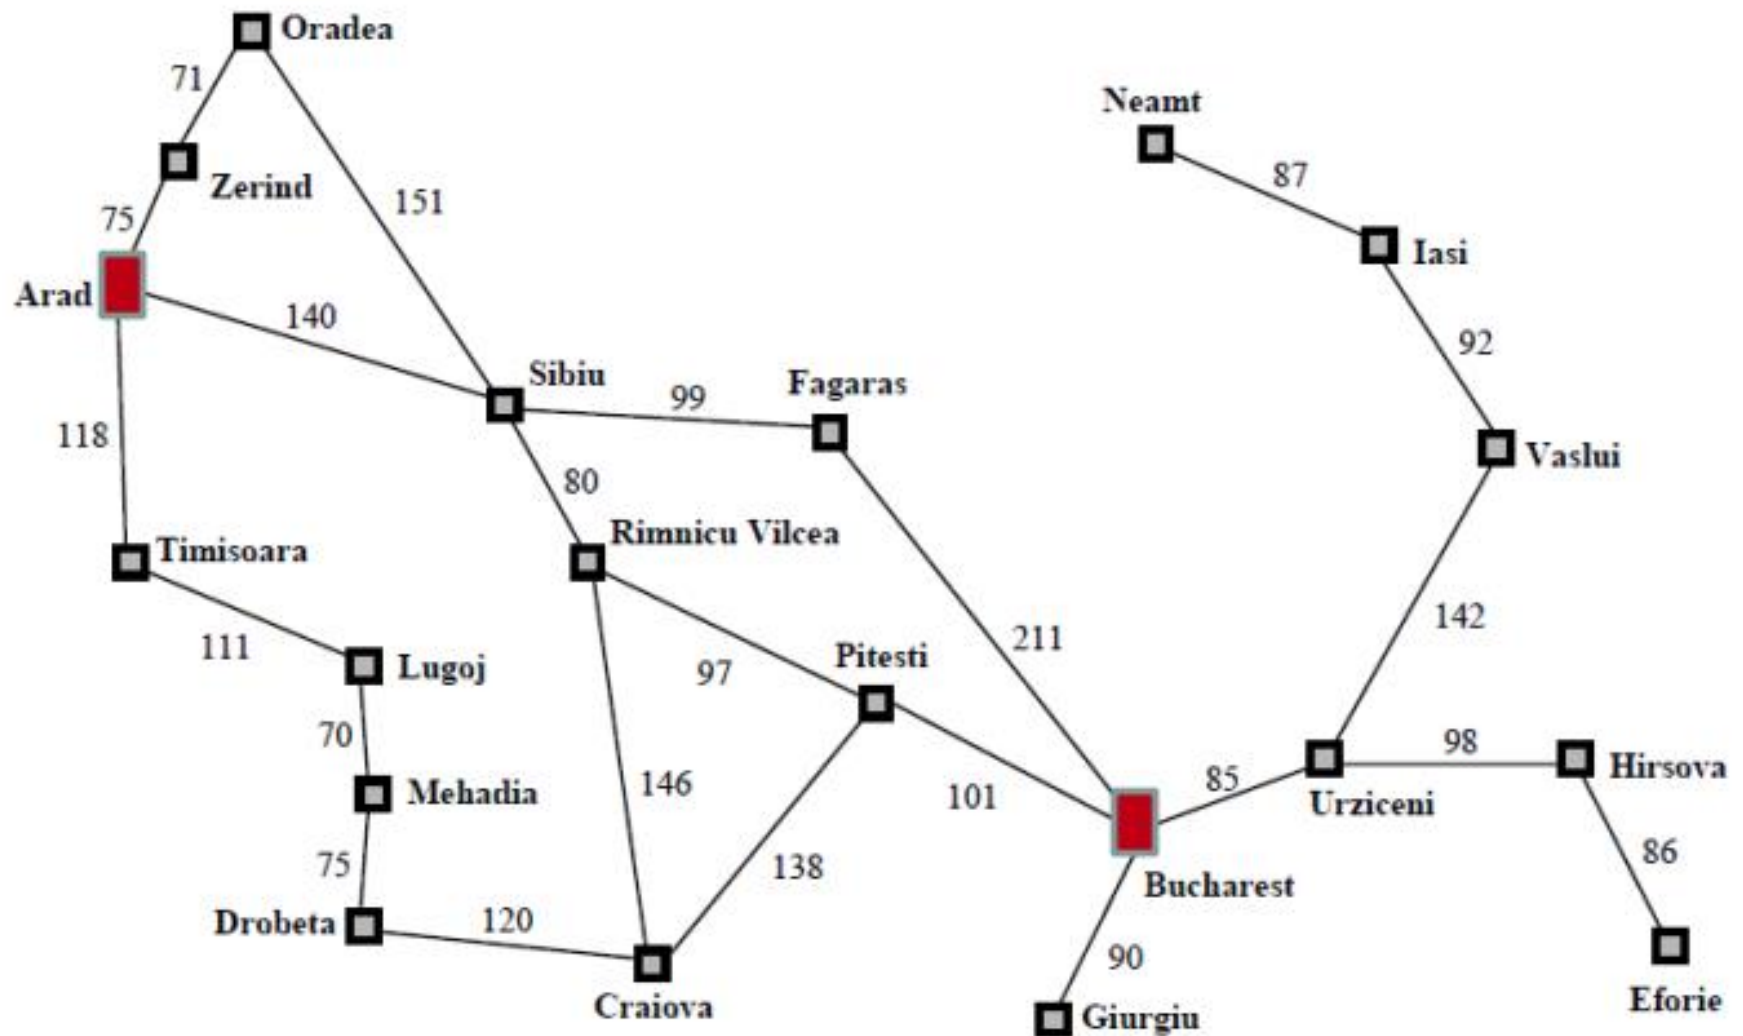 Oradea
71
Neamt
87
Zerind
151
75
Iasi
Arad
140
92
Sibiu
Fagaras
99
118
Vaslui
80
Rimnicu Vilcea
Timisoara
142
211
111
Lugoj
97
Pitesti
70
98
Mehadia
146
101
85
Hirsova
Urziceni
75
138
86
Bucharest
Drobeta
120
90
Craiova
Giurgiu
Eforie